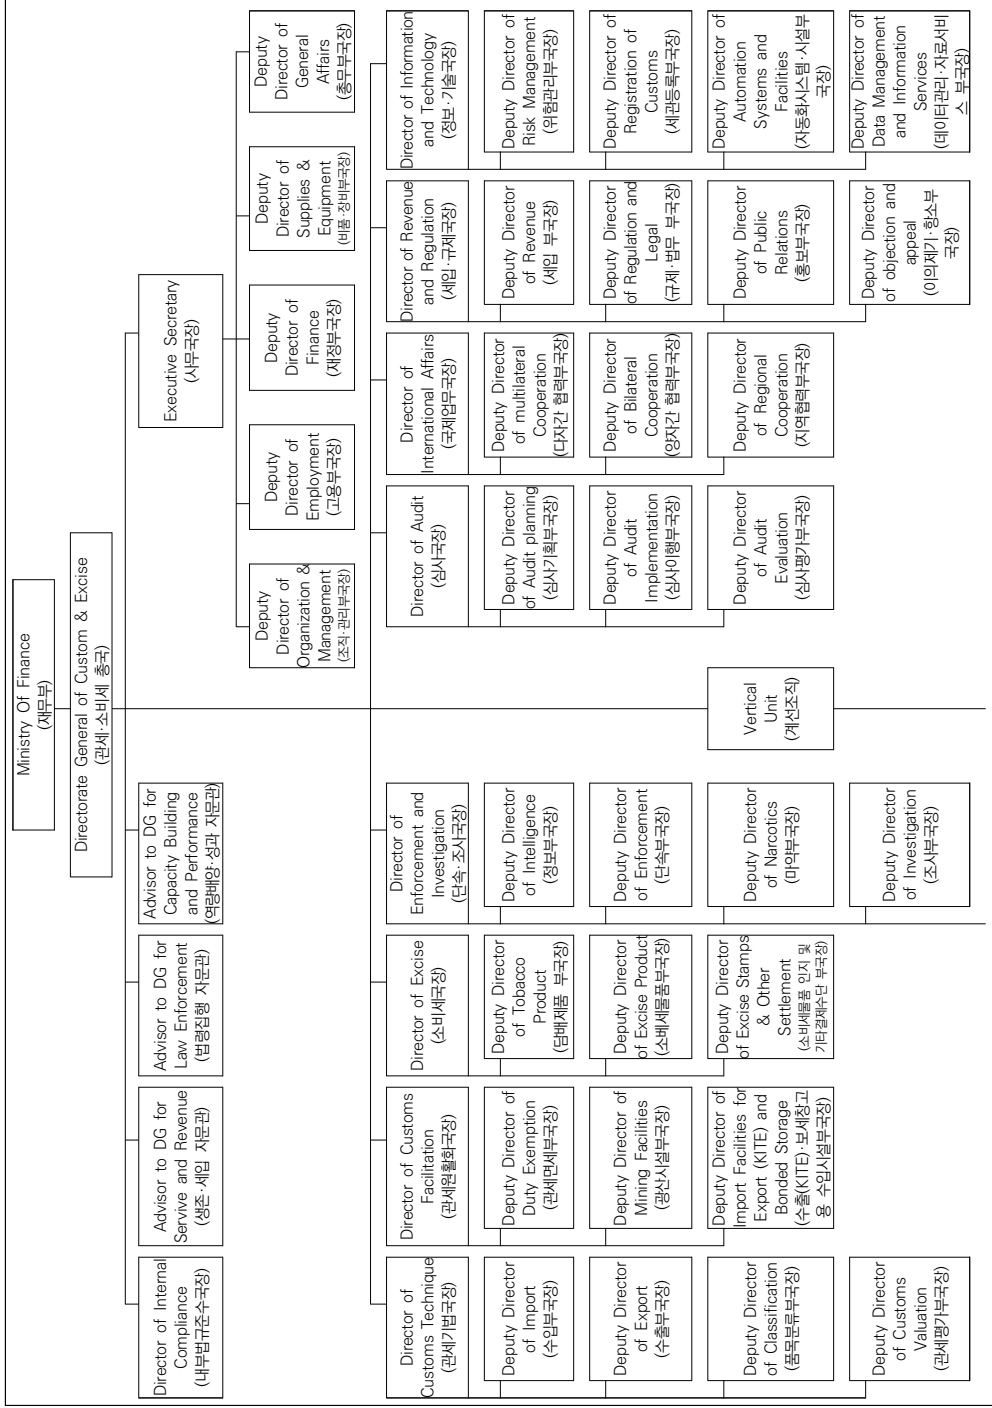 Ministry Of Finance
(재무부)
Directorate General of Custom & Excise
(관세·소비세 총국)
Director of Internal
Compliance
(내부법규준수국장)
Advisor to DG for
Servive and Revenue
(생존·세입 자문관)
Advisor to DG for
Law Enforcement
(법령집행 자문관)
Advisor to DG for
Capacity Building
and Performance
(역량배양·성과 자문관)
Executive Secretary
(사무국장)
Deputy
Director of
Organization &
Management
(조직·관리부국장)
Deputy
Director of
Employment
(고용부국장)
Deputy
Director of
Finance
(재정부국장)
Deputy
Director of
Supplies &
Equipment
(비품·장비부국장)
Deputy
Director of
General
Affairs
(총무부국장)
Director of
Customs Technique
(관세기법국장)
Deputy Director
of Import
(수입부국장)
Deputy Director
of Export
(수출부국장)
Deputy Director
of Classification
(품목분류부국장)
Deputy Director
of Customs
Valuation
(관세평가부국장)
Director of Customs
Facilitation
(관세원활화국장)
Deputy Director of
Duty Exemption
(관세면세부국장)
Deputy Director of
Mining Facilities
(광산시설부국장)
Deputy Director of
Import Facilities for
Export (KITE) and
Bonded Storage
(수출(KITE)·보세창고
용 수입시설부국장)
Director of Excise
(소비세국장)
Deputy Director
of Tobacco
Product
(담배제품 부국장)
Deputy Director
of Excise Product
(소베세물품부국장)
Deputy Director
of Excise Stamps
& Other
Settlement
(소비세물품 인지 및
기타결제수단 부국장)
Director of
Enforcement and
Investigation
(단속·조사국장)
Deputy Director
of Intelligence
(정보부국장)
Deputy Director
of Enforcement
(단속부국장)
Deputy Director
of Narcotics
(마약부국장)
Deputy Director
of Investigation
(조사부국장)
Vertical
Unit
(계선조직)
Director of Audit
(심사국장)
Deputy Director
of Audit planning
(심사기획부국장)
Deputy Director
of Audit
Implementation
(심사이행부국장)
Deputy Director
of Audit
Evaluation
(심사평가부국장)
Director of
International Affairs
(국제업무국장)
Deputy Director
of multilateral
Cooperation
(다자간 협력부국장)
Deputy Director
of Bilateral
Cooperation
(양자간 협력부국장)
Deputy Director
of Regional
Cooperation
(지역협력부국장)
Director of Revenue
and Regulation
(세입·규제국장)
Deputy Director
of Revenue
(세입 부국장)
Deputy Director
of Regulation and
Legal
(규제·법무 부국장)
Deputy Director
of Public
Relations
(홍보부국장)
Deputy Director
of objection and
appeal
(이의제기·항소부
국장)
Director of Information
and Technology
(정보·기술국장)
Deputy Director of
Risk Management
(위험관리부국장)
Deputy Director of
Registration of
Customs
(세관등록부국장)
Deputy Director of
Automation
Systems and
Facilities
(자동화시스템·시설부
국장)
Deputy Director of
Data Management
and Information
Services
(데이터관리·자료서비
스 부국장)